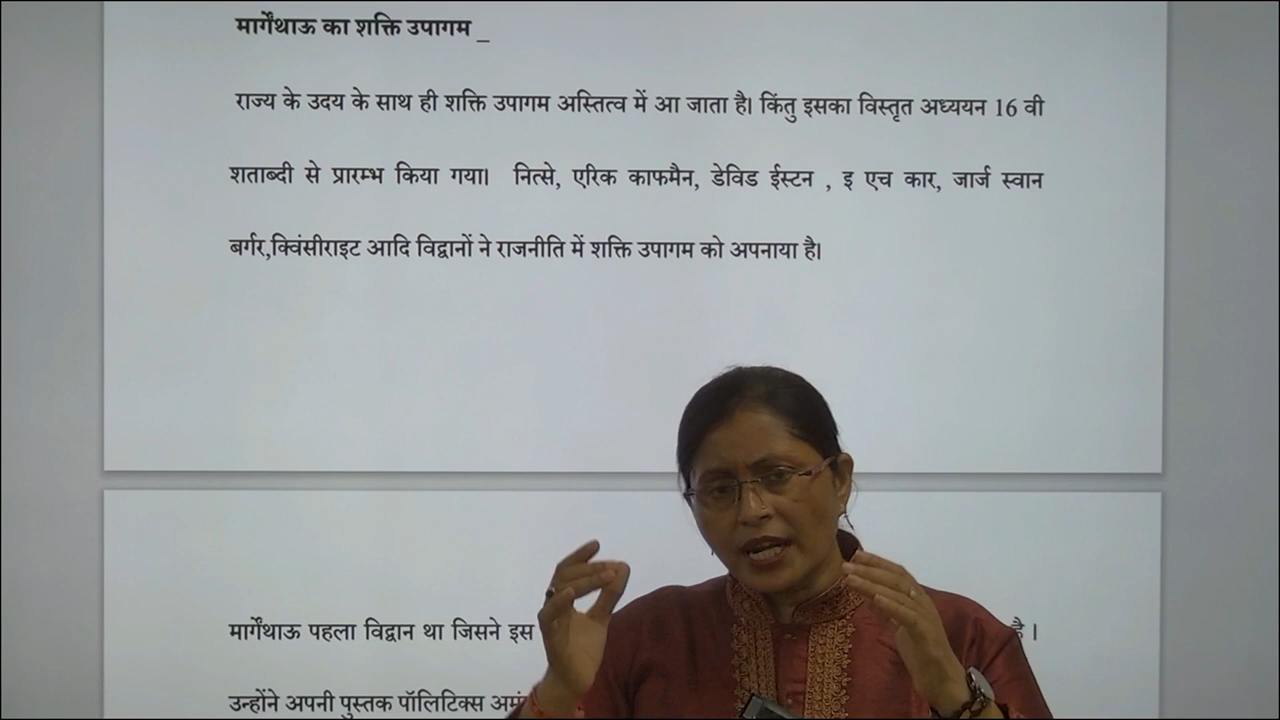 मार्गेंथाऊ का शक्ति उपागम _
राज्य के उदय के साथ ही शक्ति उपागम अस्तित्व में आ जाता है। किंतु इसका विस्तृत अध्ययन 16 वी
शताब्दी से प्रारम्भ किया गया। नित्से, एरिक काफमैन, डेविड ईस्टन , इ एच कार, जार्ज स्वान
बर्गर,क्विंसीराइट आदि विद्वानों ने राजनीति में शक्ति उपागम को अपनाया है।
मार्गेंथाऊ पहला विद्वान था जिसने इस है ।
उन्होंने अपनी पुस्तक पॉलिटिक्स